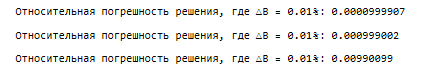 Относительная погрешность решения, где △B = 0.01%: 0.0000999907
Относительная погрешность решения, где △B = 0.01%: 0.000999002
Относительная погрешность решения, где △B = 0.01%: 0.00990099